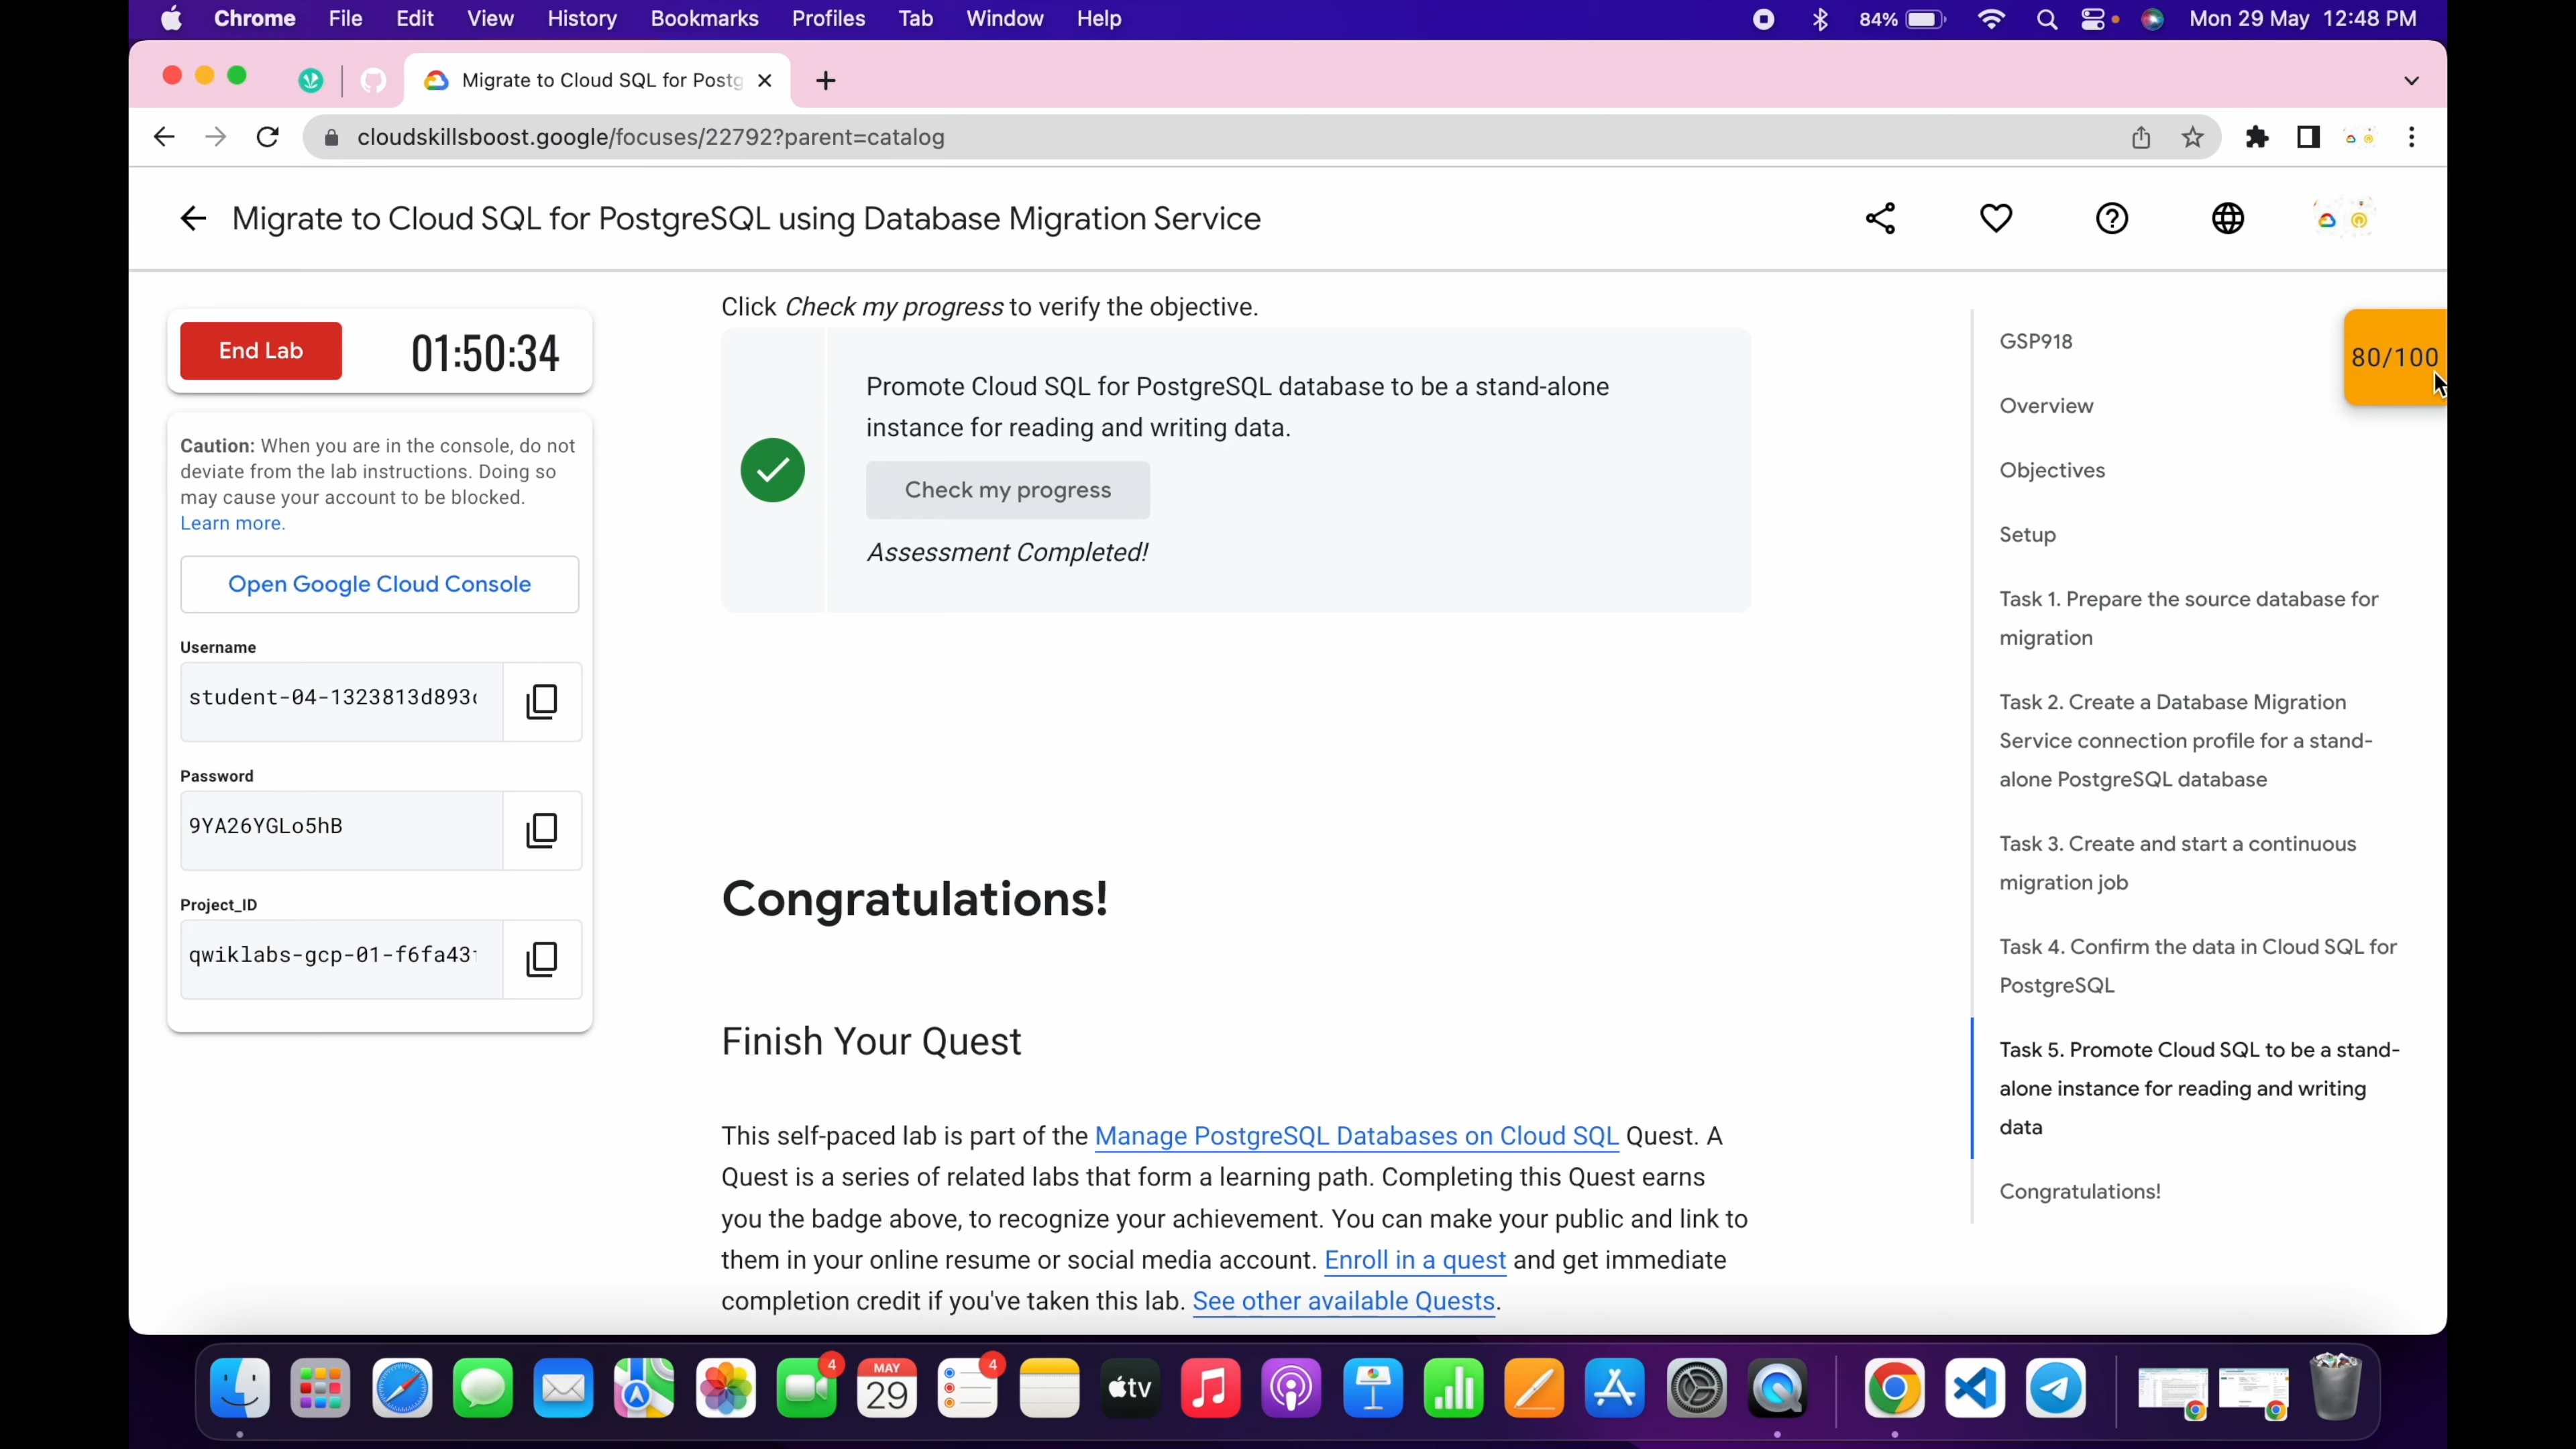 Chrome File Edit View History Bookmarks Profiles Tab Window Help 84% Mon 29 May 12:48 PM
Migrate to Cloud SQL for Postg
cloudskillsboost.google/focuses/22792?parent=catalog
Migrate to Cloud SQL for PostgreSQL using Database Migration Service
End Lab 01:50:34
Caution: When you are in the console, do not
deviate from the lab instructions. Doing so
may cause your account to be blocked.
Learn more.
Open Google Cloud Console
Username
student-04-1323813d893
Password
9YA26YGLo5hB
Project_ID
qwiklabs-gcp-01-f6fa43
Click Check my progress to verify the objective.
Promote Cloud SQL for PostgreSQL database to be a stand-alone
instance for reading and writing data.
Check my progress
Assessment Completed!
Congratulations!
Finish Your Quest
This self-paced lab is part of the Manage PostgreSQL Databases on Cloud SQL Quest. A
Quest is a series of related labs that form a learning path. Completing this Quest earns
you the badge above, to recognize your achievement. You can make your public and link to
them in your online resume or social media account. Enroll in a quest and get immediate
completion credit if you've taken this lab. See other available Quests.
GSP918
80/100
Overview
Objectives
Setup
Task 1. Prepare the source database for
migration
Task 2. Create a Database Migration
Service connection profile for a stand-
alone PostgreSQL database
Task 3. Create and start a continuous
migration job
Task 4. Confirm the data in Cloud SQL for
PostgreSQL
Task 5. Promote Cloud SQL to be a stand-
alone instance for reading and writing
data
Congratulations!
4
MAY
29
4
tv